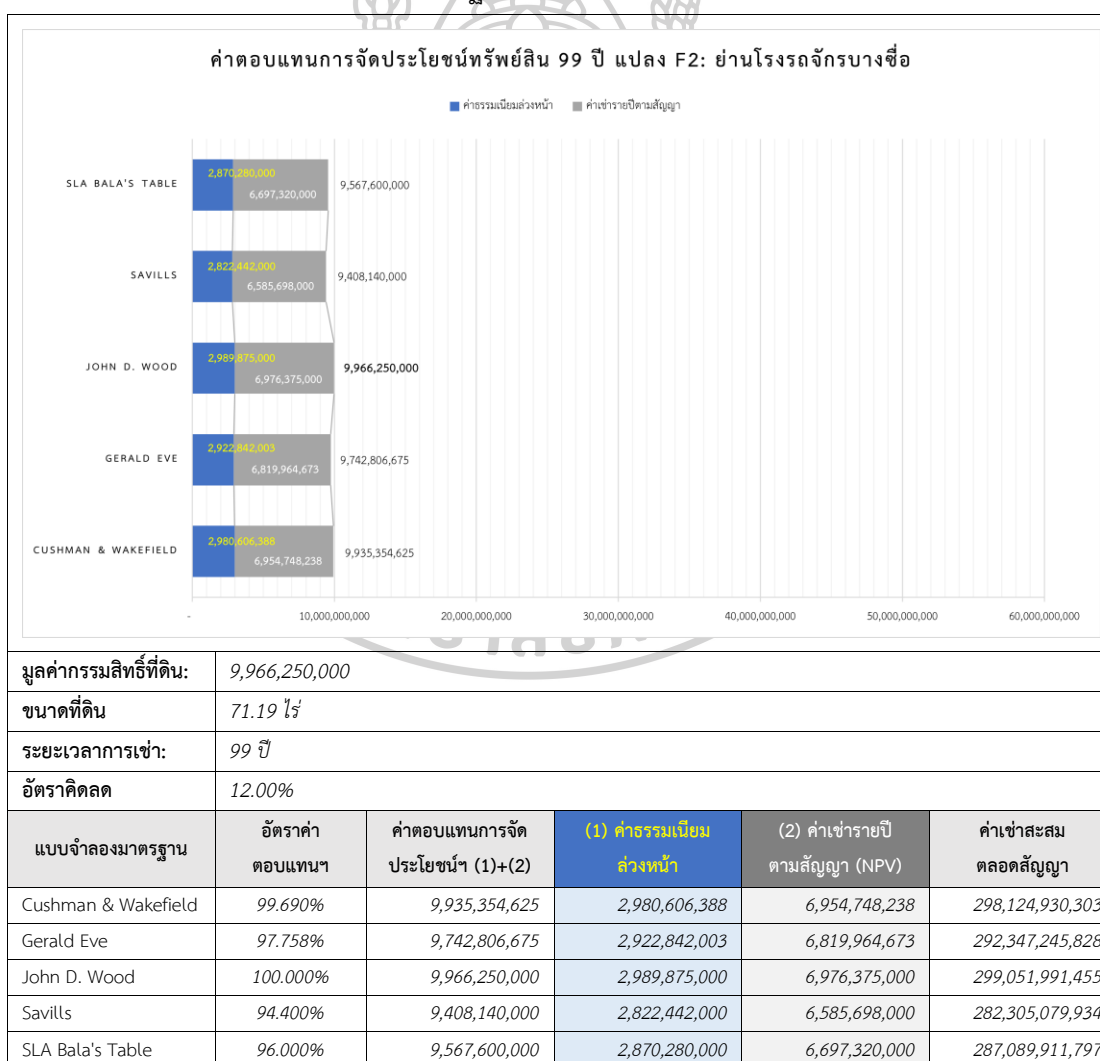 ค่าตอบแทนการจัดประโยชน์ทรัพย์สิน 99 ปี แปลง F2: ย่านโรงรถจักรบางซื่อ
ค่าธรรมเนียมล่วงหน้า ค่าเช่ารายปีตามสัญญา
SLA BALA'S TABLE 2,870,280,000 6,697,320,000 9,567,600,000
SAVILLS 2,822,442,000 6,585,698,000 9,408,140,000
JOHN D. WOOD 2,989,875,000 6,976,375,000 9,966,250,000
GERALD EVE 2,922,842,003 6,819,964,673 9,742,806,675
CUSHMAN & WAKEFIELD 2,980,606,388 6,954,748,238 9,935,354,625
- 10,000,000,000 20,000,000,000 30,000,000,000 40,000,000,000 50,000,000,000 60,000,000,000
มูลค่ากรรมสิทธิ์ที่ดิน: 9,966,250,000
ขนาดที่ดิน 71.19 ไร่
ระยะเวลาการเช่า: 99 ปี
อัตราคิดลด 12.00%
แบบจำลองมาตรฐาน อัตราค่า ค่าตอบแทนการจัด (1) ค่าธรรมเนียม (2) ค่าเช่ารายปี ค่าเช่าสะสม
ตอบแทนฯ ประโยชน์ฯ (1)+(2) ล่วงหน้า ตามสัญญา (NPV) ตลอดสัญญา
Cushman & Wakefield 99.690% 9,935,354,625 2,980,606,388 6,954,748,238 298,124,930,303
Gerald Eve 97.758% 9,742,806,675 2,922,842,003 6,819,964,673 292,347,245,828
John D. Wood 100.000% 9,966,250,000 2,989,875,000 6,976,375,000 299,051,991,455
Savills 94.400% 9,408,140,000 2,822,442,000 6,585,698,000 282,305,079,934
SLA Bala's Table 96.000% 9,567,600,000 2,870,280,000 6,697,320,000 287,089,911,797